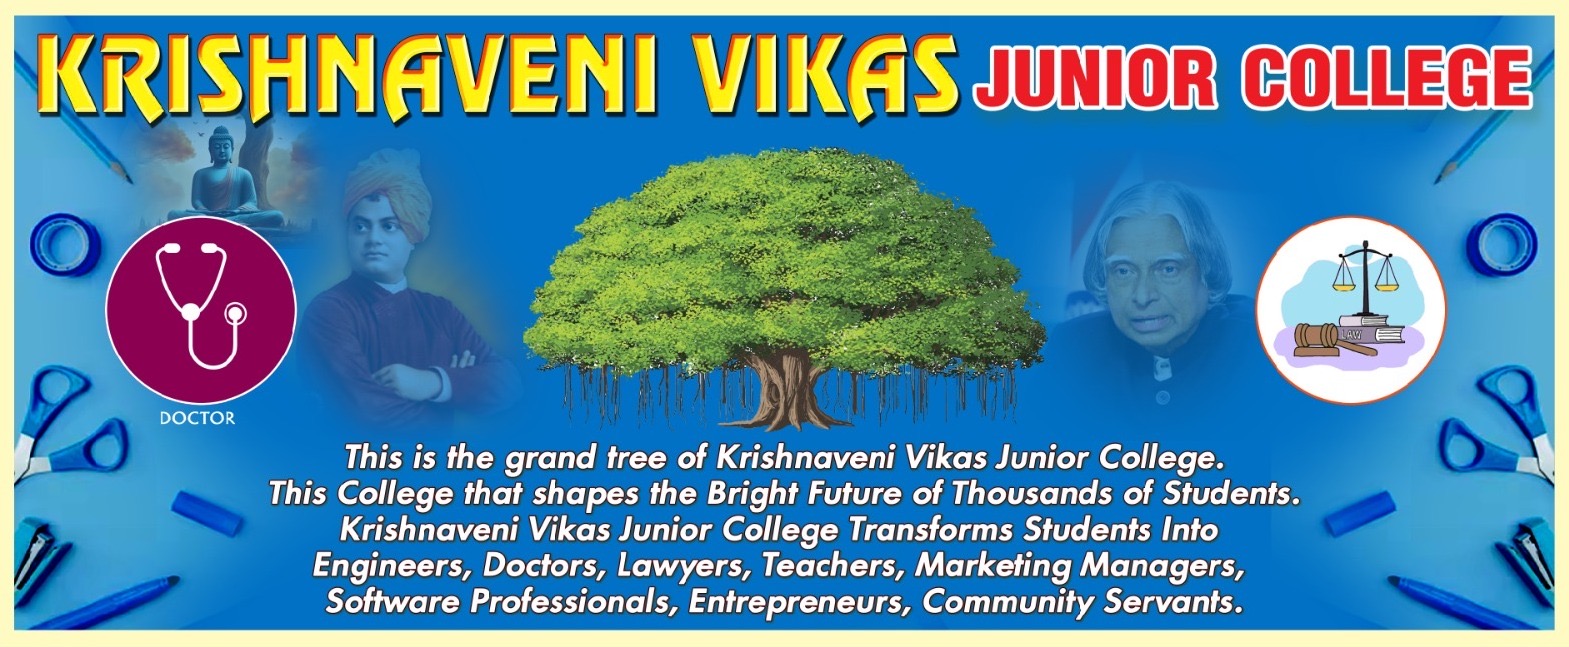 KRISHNAVENI VIKAS JUNIOR COLLEGE
DOCTOR
LAW
This is the grand tree of Krishnaveni Vikas Junior College.
This College that shapes the Bright Future of Thousands of Students.
Krishnaveni Vikas Junior College Transforms Students Into
Engineers, Doctors, Lawyers, Teachers, Marketing Managers,
Software Professionals, Entrepreneurs, Community Servants.